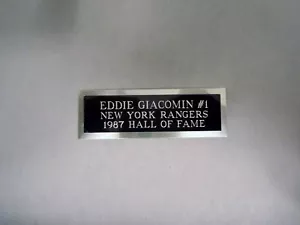 EDDIE GIACOMIN #1
NEW YORK RANGERS
1987 HALL OF FAME